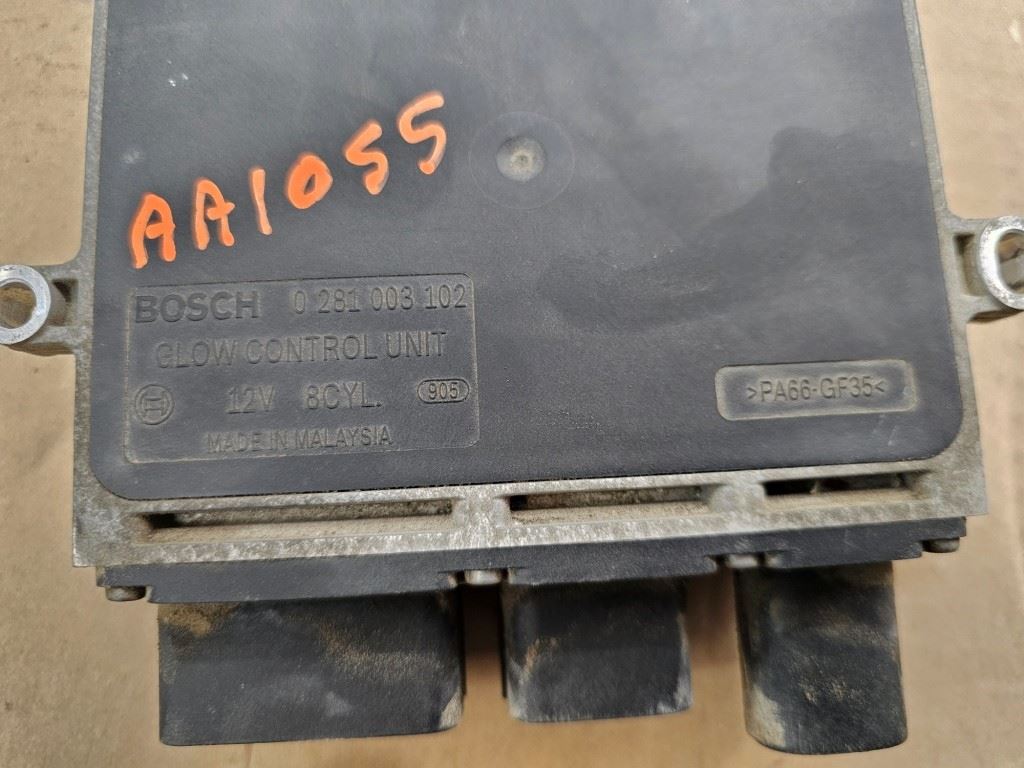 AA1055
BOSCH 0 281 003 102
GLOW CONTROL UNIT
12V 8CYL. 905
MADE IN MALAYSIA
>PA66-GF35<